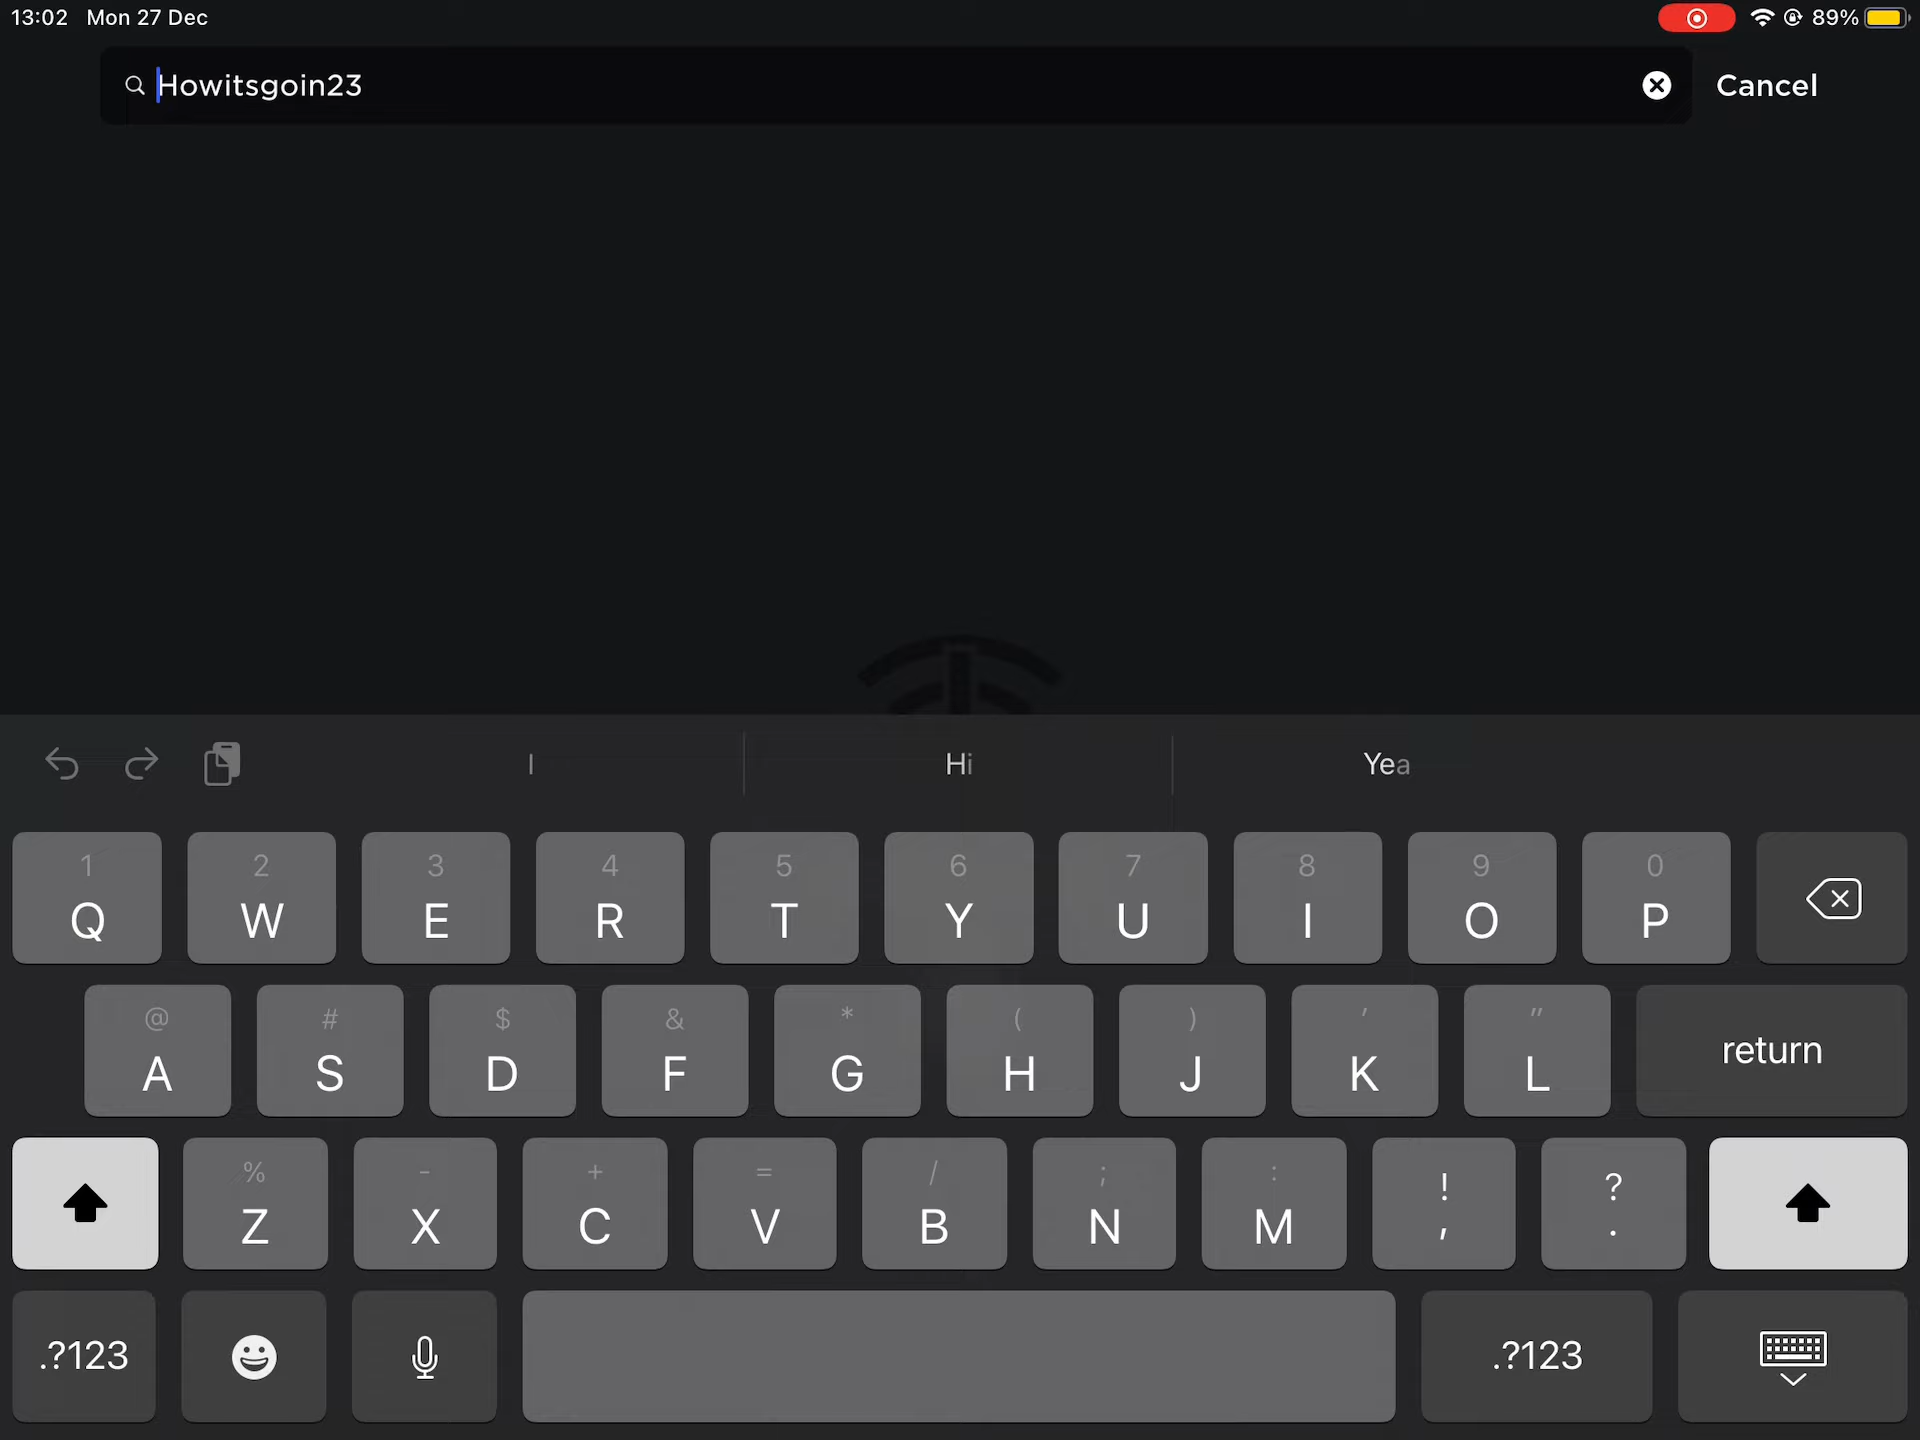 13:02 Mon 27 Dec 89%
Howitsgoin23 Cancel
I Hi Yea
1 2 3 4 5 6 7 8 9 0
Q W E R T Y U I O P
@ # $ & * ( ) ' "
A S D F G H J K L return
% - + = / ; : ! ?
Z X C V B N M , .
.?123 .?123